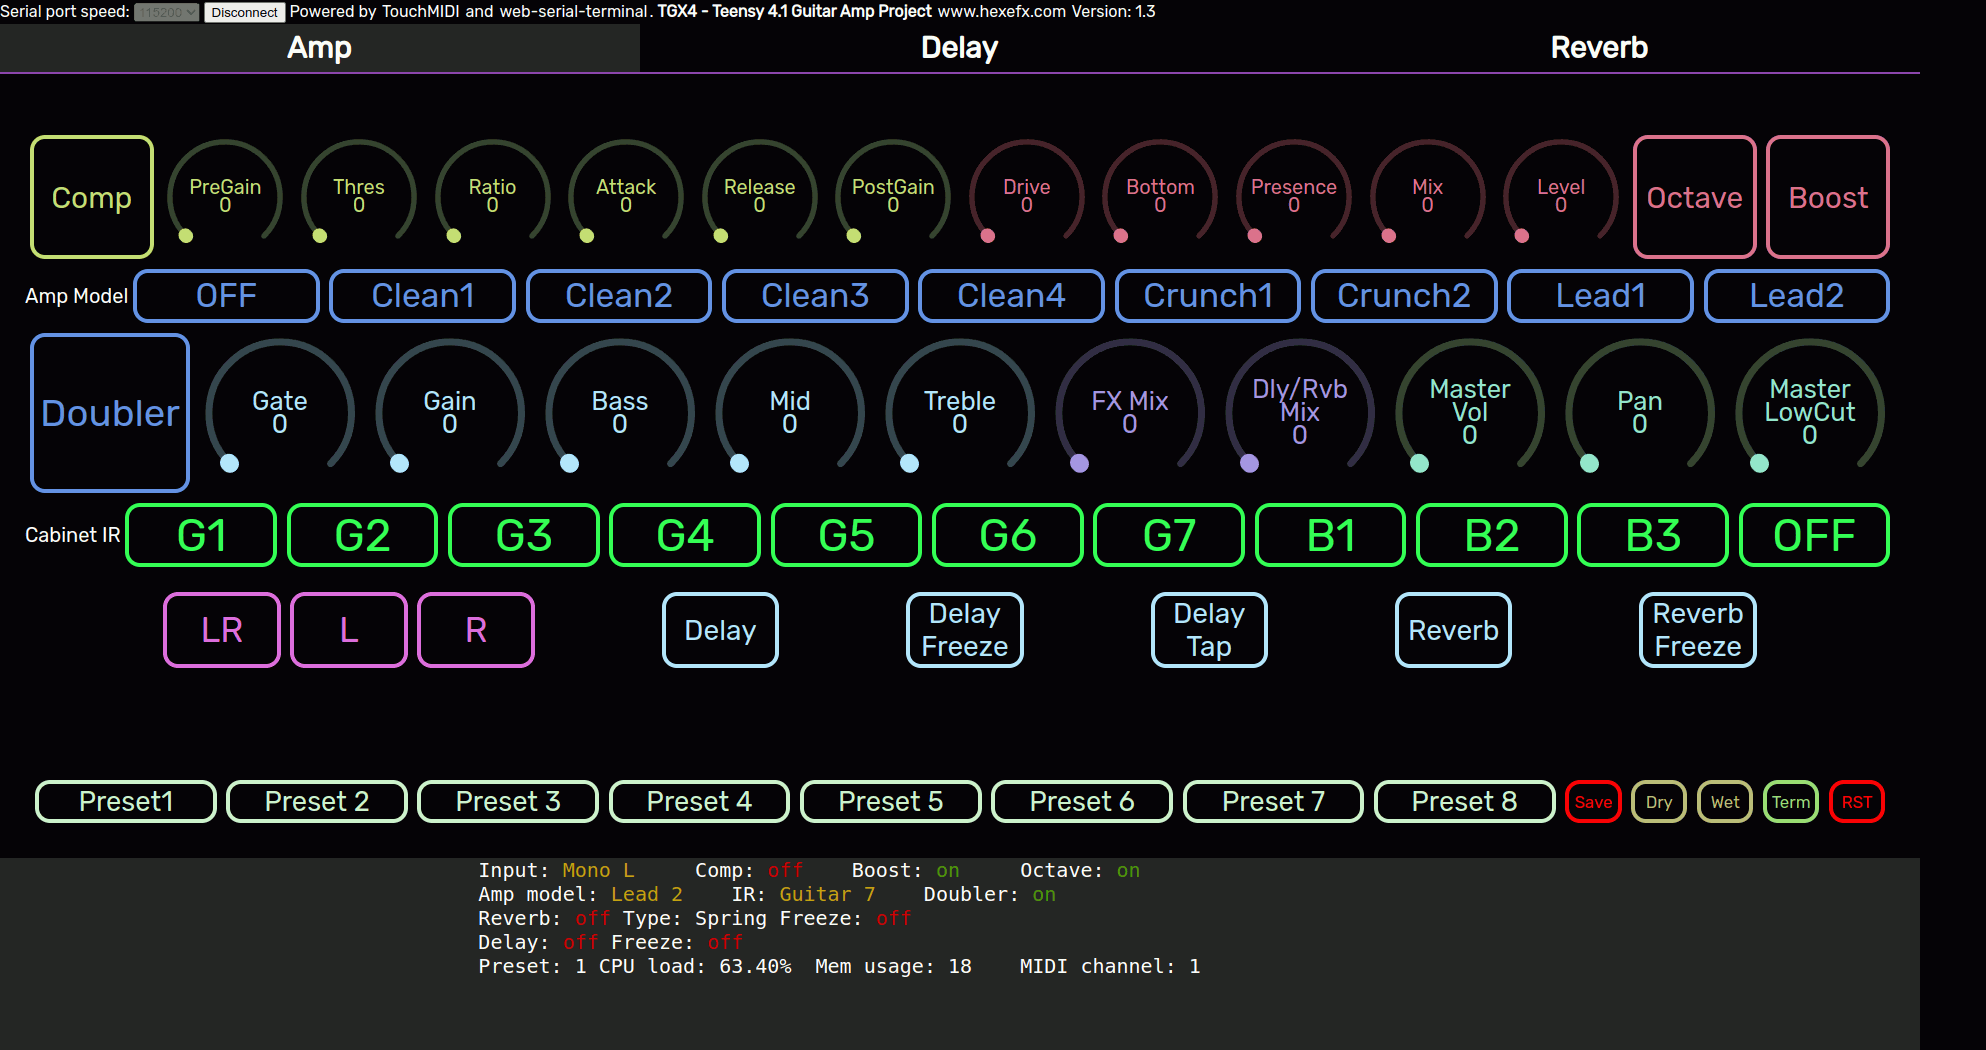 Serial port speed: 115200 Disconnect Powered by TouchMIDI and web-serial-terminal. TGX4 - Teensy 4.1 Guitar Amp Project www.hexefx.com Version: 1.3
Amp Delay Reverb
Comp PreGain 0 Thres 0 Ratio 0 Attack 0 Release 0 PostGain 0 Drive 0 Bottom 0 Presence 0 Mix 0 Level 0 Octave Boost
Amp Model OFF Clean1 Clean2 Clean3 Clean4 Crunch1 Crunch2 Lead1 Lead2
Doubler Gate 0 Gain 0 Bass 0 Mid 0 Treble 0 FX Mix 0 Dly/Rvb Mix 0 Master Vol 0 Pan 0 Master LowCut 0
Cabinet IR G1 G2 G3 G4 G5 G6 G7 B1 B2 B3 OFF
LR L R Delay Delay Freeze Delay Tap Reverb Reverb Freeze
Preset1 Preset 2 Preset 3 Preset 4 Preset 5 Preset 6 Preset 7 Preset 8 Save Dry Wet Term RST
Input: Mono L Comp: off Boost: on Octave: on
Amp model: Lead 2 IR: Guitar 7 Doubler: on
Reverb: off Type: Spring Freeze: off
Delay: off Freeze: off
Preset: 1 CPU load: 63.40% Mem usage: 18 MIDI channel: 1